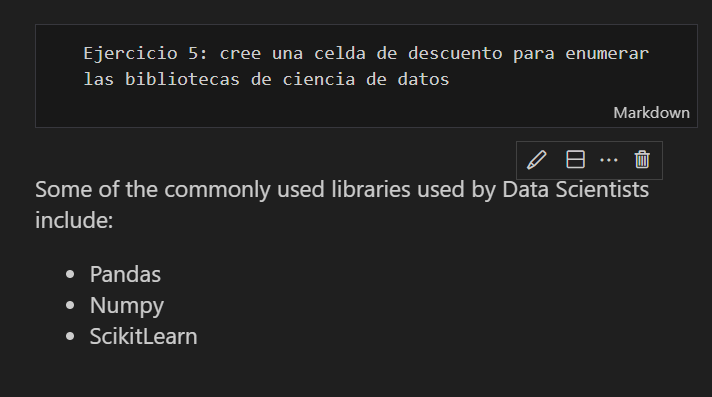 Ejercicio 5: cree una celda de descuento para enumerar
las bibliotecas de ciencia de datos
Markdown
Some of the commonly used libraries used by Data Scientists
include:
• Pandas
• Numpy
• ScikitLearn